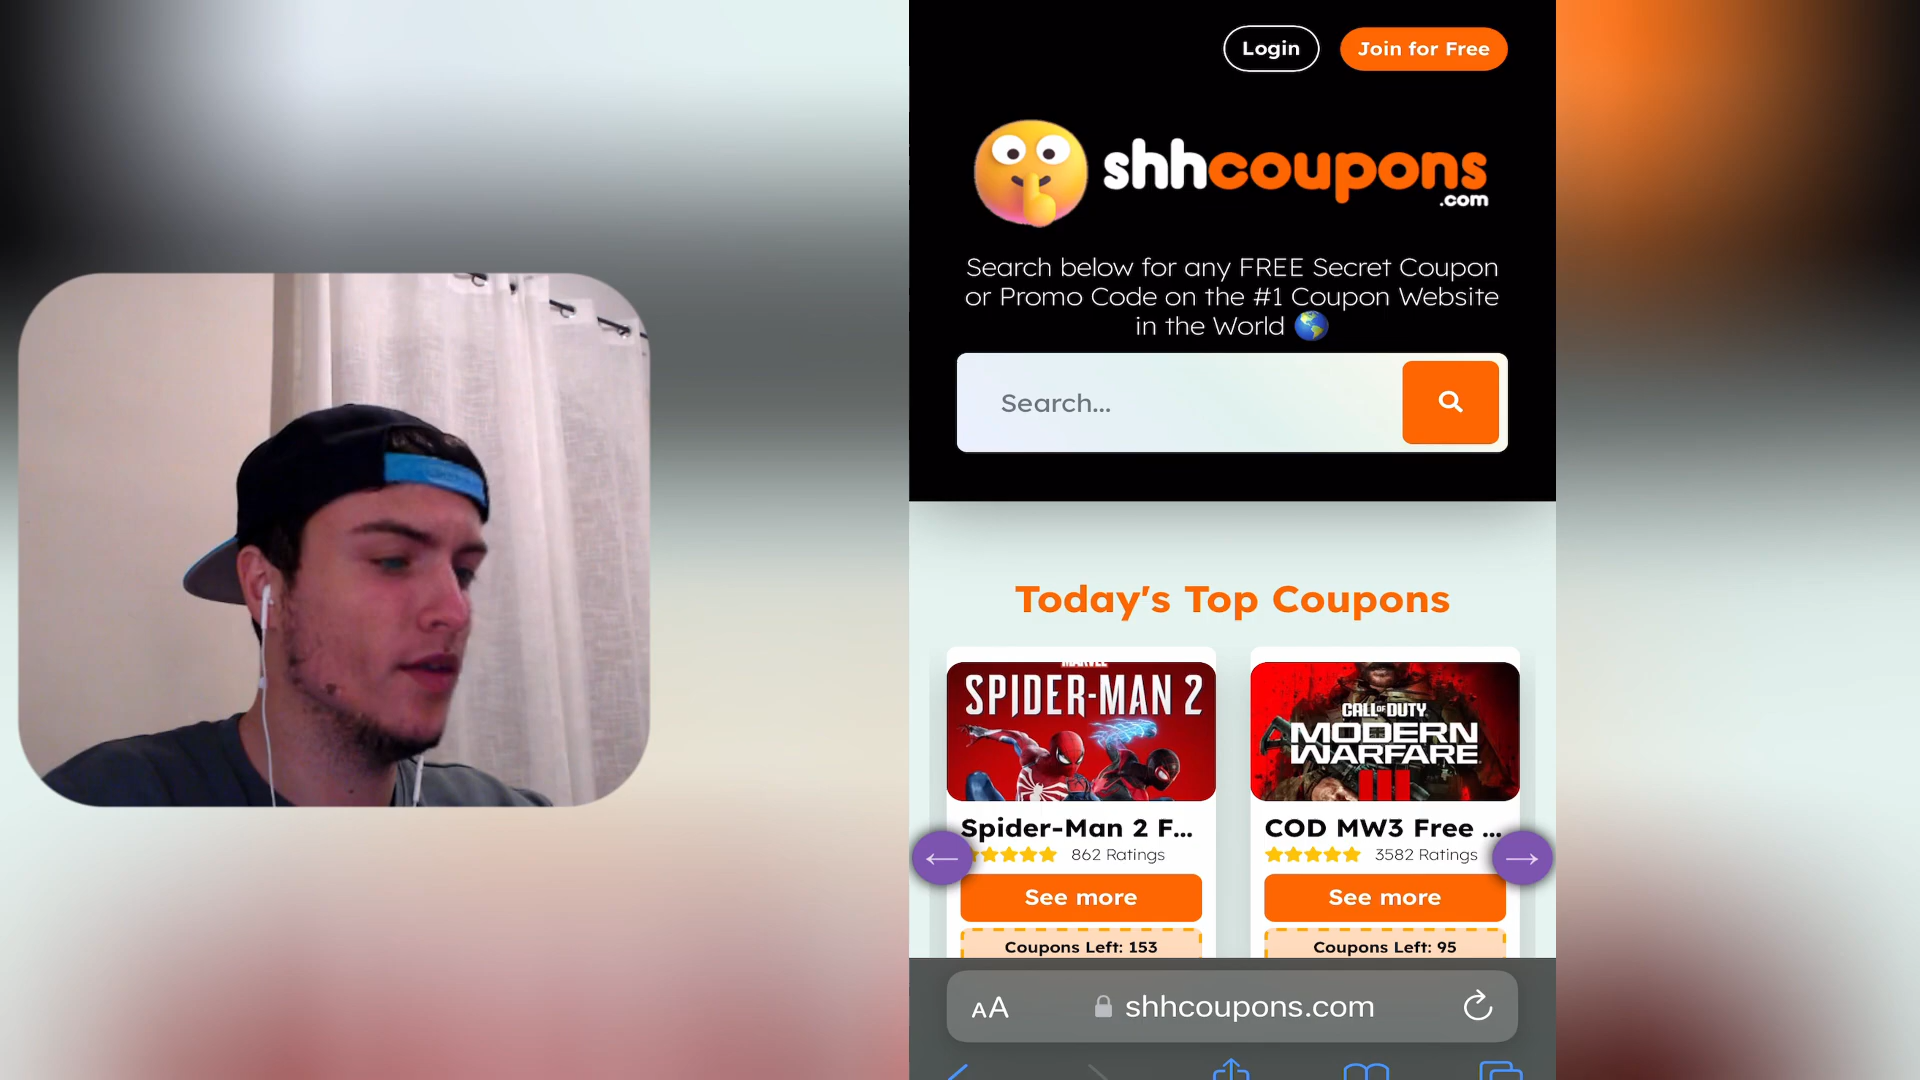 Login
Join for Free
shhcoupons
.com
Search below for any FREE Secret Coupon
or Promo Code on the #1 Coupon Website
in the World
Search...
Today's Top Coupons
MARVEL
SPIDER-MAN 2
Spider-Man 2 F...
862 Ratings
See more
Coupons Left: 153
CALL OF DUTY
MODERN
WARFARE
III
COD MW3 Free ...
3582 Ratings
See more
Coupons Left: 95
AA
shhcoupons.com